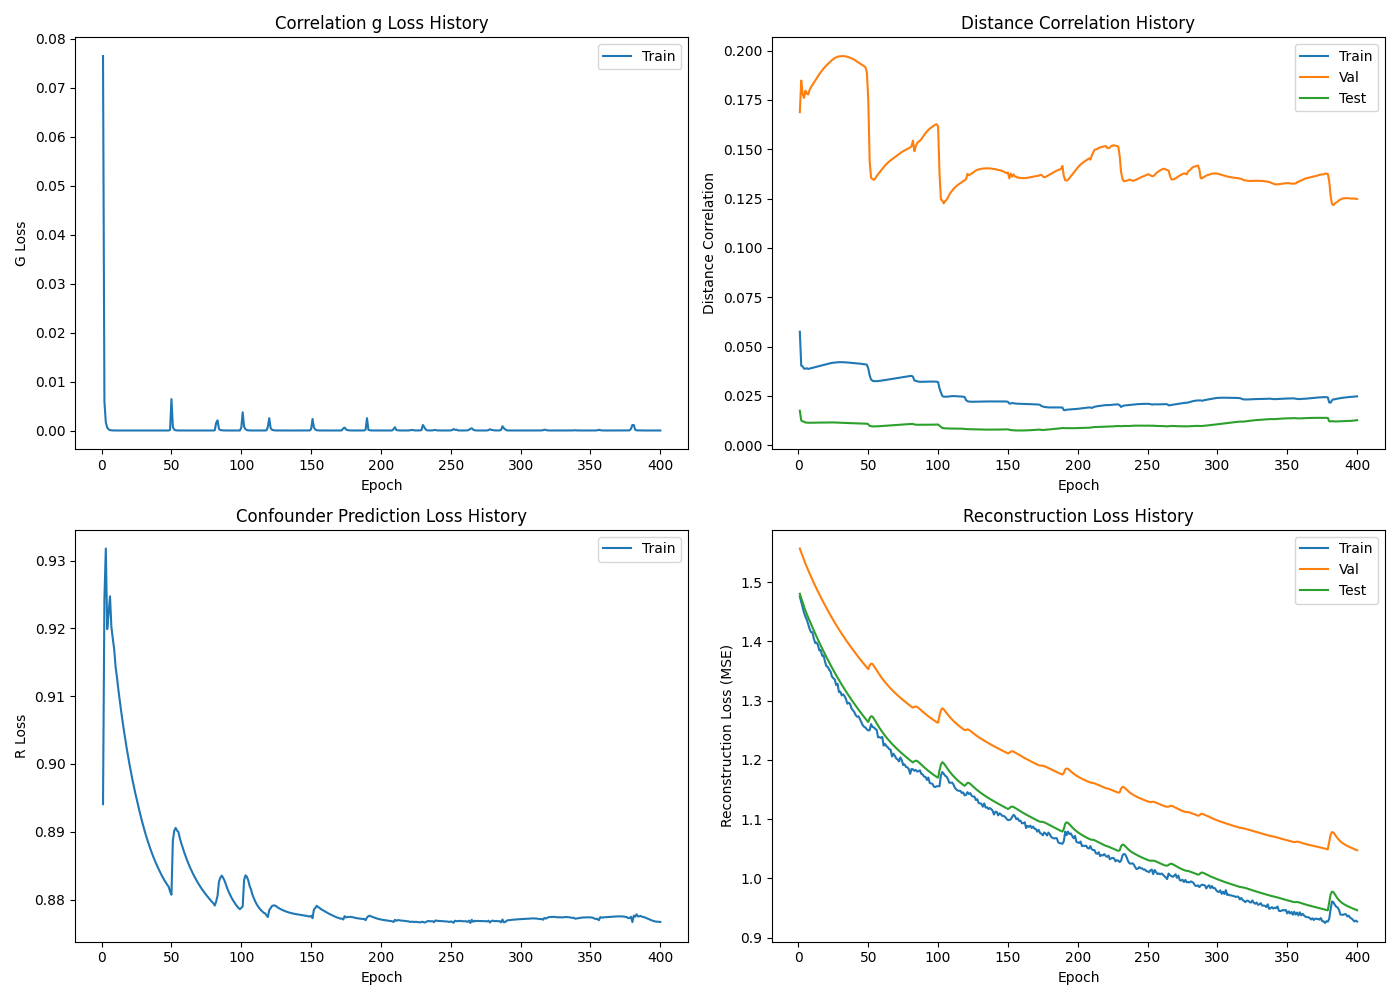 Correlation g Loss History
0.08
0.07
0.06
0.05
0.04
0.03
0.02
0.01
0.00
G Loss
Train
0 50 100 150 200 250 300 350 400
Epoch
Distance Correlation History
0.200
0.175
0.150
0.125
0.100
0.075
0.050
0.025
0.000
Distance Correlation
Train
Val
Test
0 50 100 150 200 250 300 350 400
Epoch
Confounder Prediction Loss History
0.93
0.92
0.91
0.90
0.89
0.88
R Loss
Train
0 50 100 150 200 250 300 350 400
Epoch
Reconstruction Loss History
1.5
1.4
1.3
1.2
1.1
1.0
0.9
Reconstruction Loss (MSE)
Train
Val
Test
0 50 100 150 200 250 300 350 400
Epoch